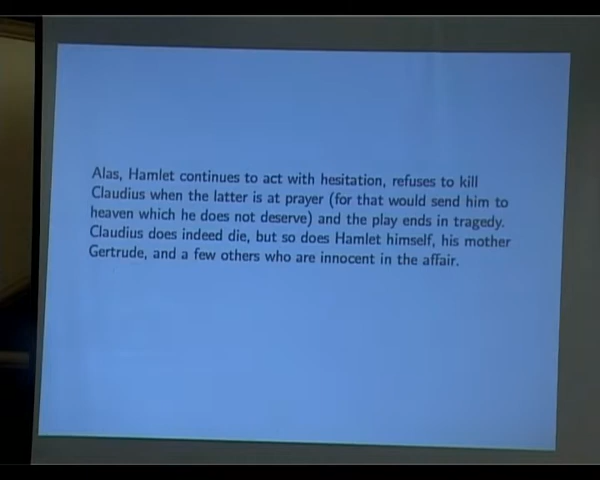 Alas, Hamlet continues to act with hesitation, refuses to kill
Claudius when the latter is at prayer (for that would send him to
heaven which he does not deserve) and the play ends in tragedy.
Claudius does indeed die, but so does Hamlet himself, his mother
Gertrude, and a few others who are innocent in the affair.